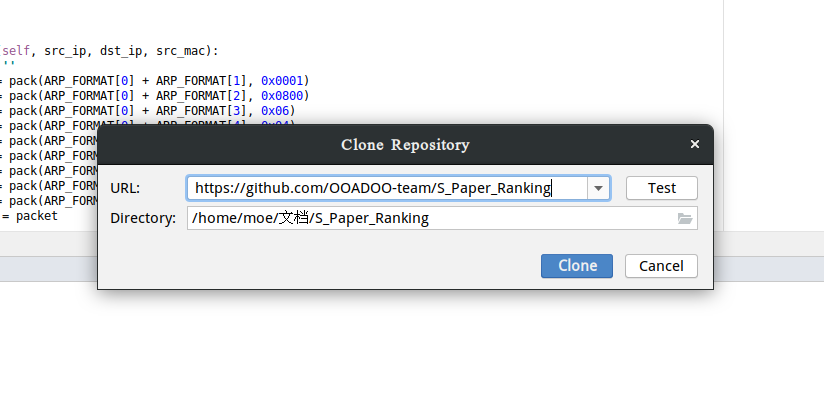 self, src_ip, dst_ip, src_mac):
''
= pack(ARP_FORMAT[0] + ARP_FORMAT[1], 0x0001)
= pack(ARP_FORMAT[0] + ARP_FORMAT[2], 0x0800)
= pack(ARP_FORMAT[0] + ARP_FORMAT[3], 0x06)
= pack(ARP_FORMAT[0] + ARP_FORMAT[4], 0x04)
= pack(ARP_FORM
= pack(ARP_FORM
= pack(ARP_FORM
= pack(ARP_FORM
= pack(ARP_FORM
= packet
Clone Repository
URL: https://github.com/OOADOO-team/S_Paper_Ranking Test
Directory: /home/moe/文档/S_Paper_Ranking
Clone Cancel